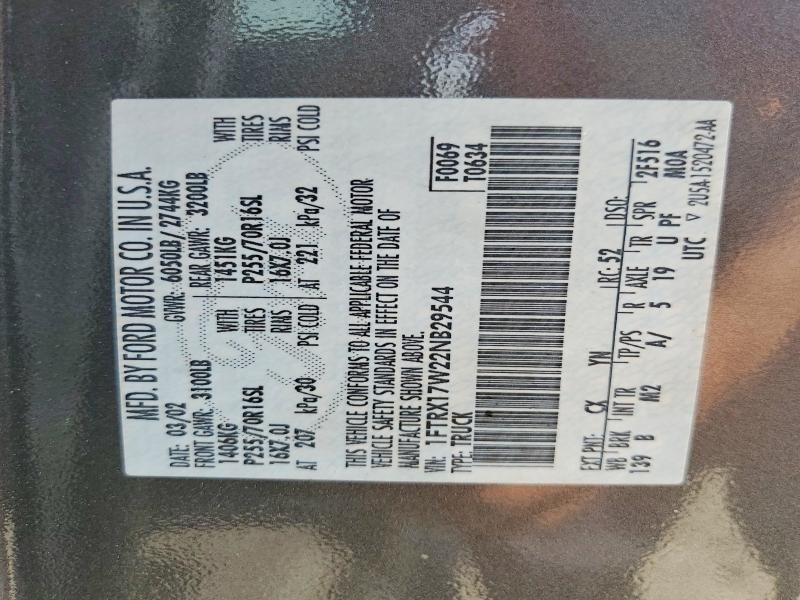 MFD. BY FORD MOTOR CO. IN U.S.A.
DATE: 03/02 GVWR: 6050LB/ 2744KG
FRONT GAWR: 3100LB REAR GAWR: 3200LB
1406KG WITH 1451KG WITH
P255/70R16SL TIRES P255/70R16SL TIRES
16X7.0J RIMS 16X7.0J RIMS
AT 207 kPa/30 PSI COLD AT 221 kPa/32 PSI COLD
THIS VEHICLE CONFORMS TO ALL APPLICABLE FEDERAL MOTOR
VEHICLE SAFETY STANDARDS IN EFFECT ON THE DATE OF
MANUFACTURE SHOWN ABOVE.
VIN: 1FTRX17W22NB29544
TYPE: TRUCK
F0069
T0634
EXT PNT: CX YN RC: 52 DSO:
WB BRK INT TR TP/PS R AXLE TR SPR 2F516
139 B M2 A/ 5 19 U PF M0A
UTC ▽ 2U5A1520472 AA